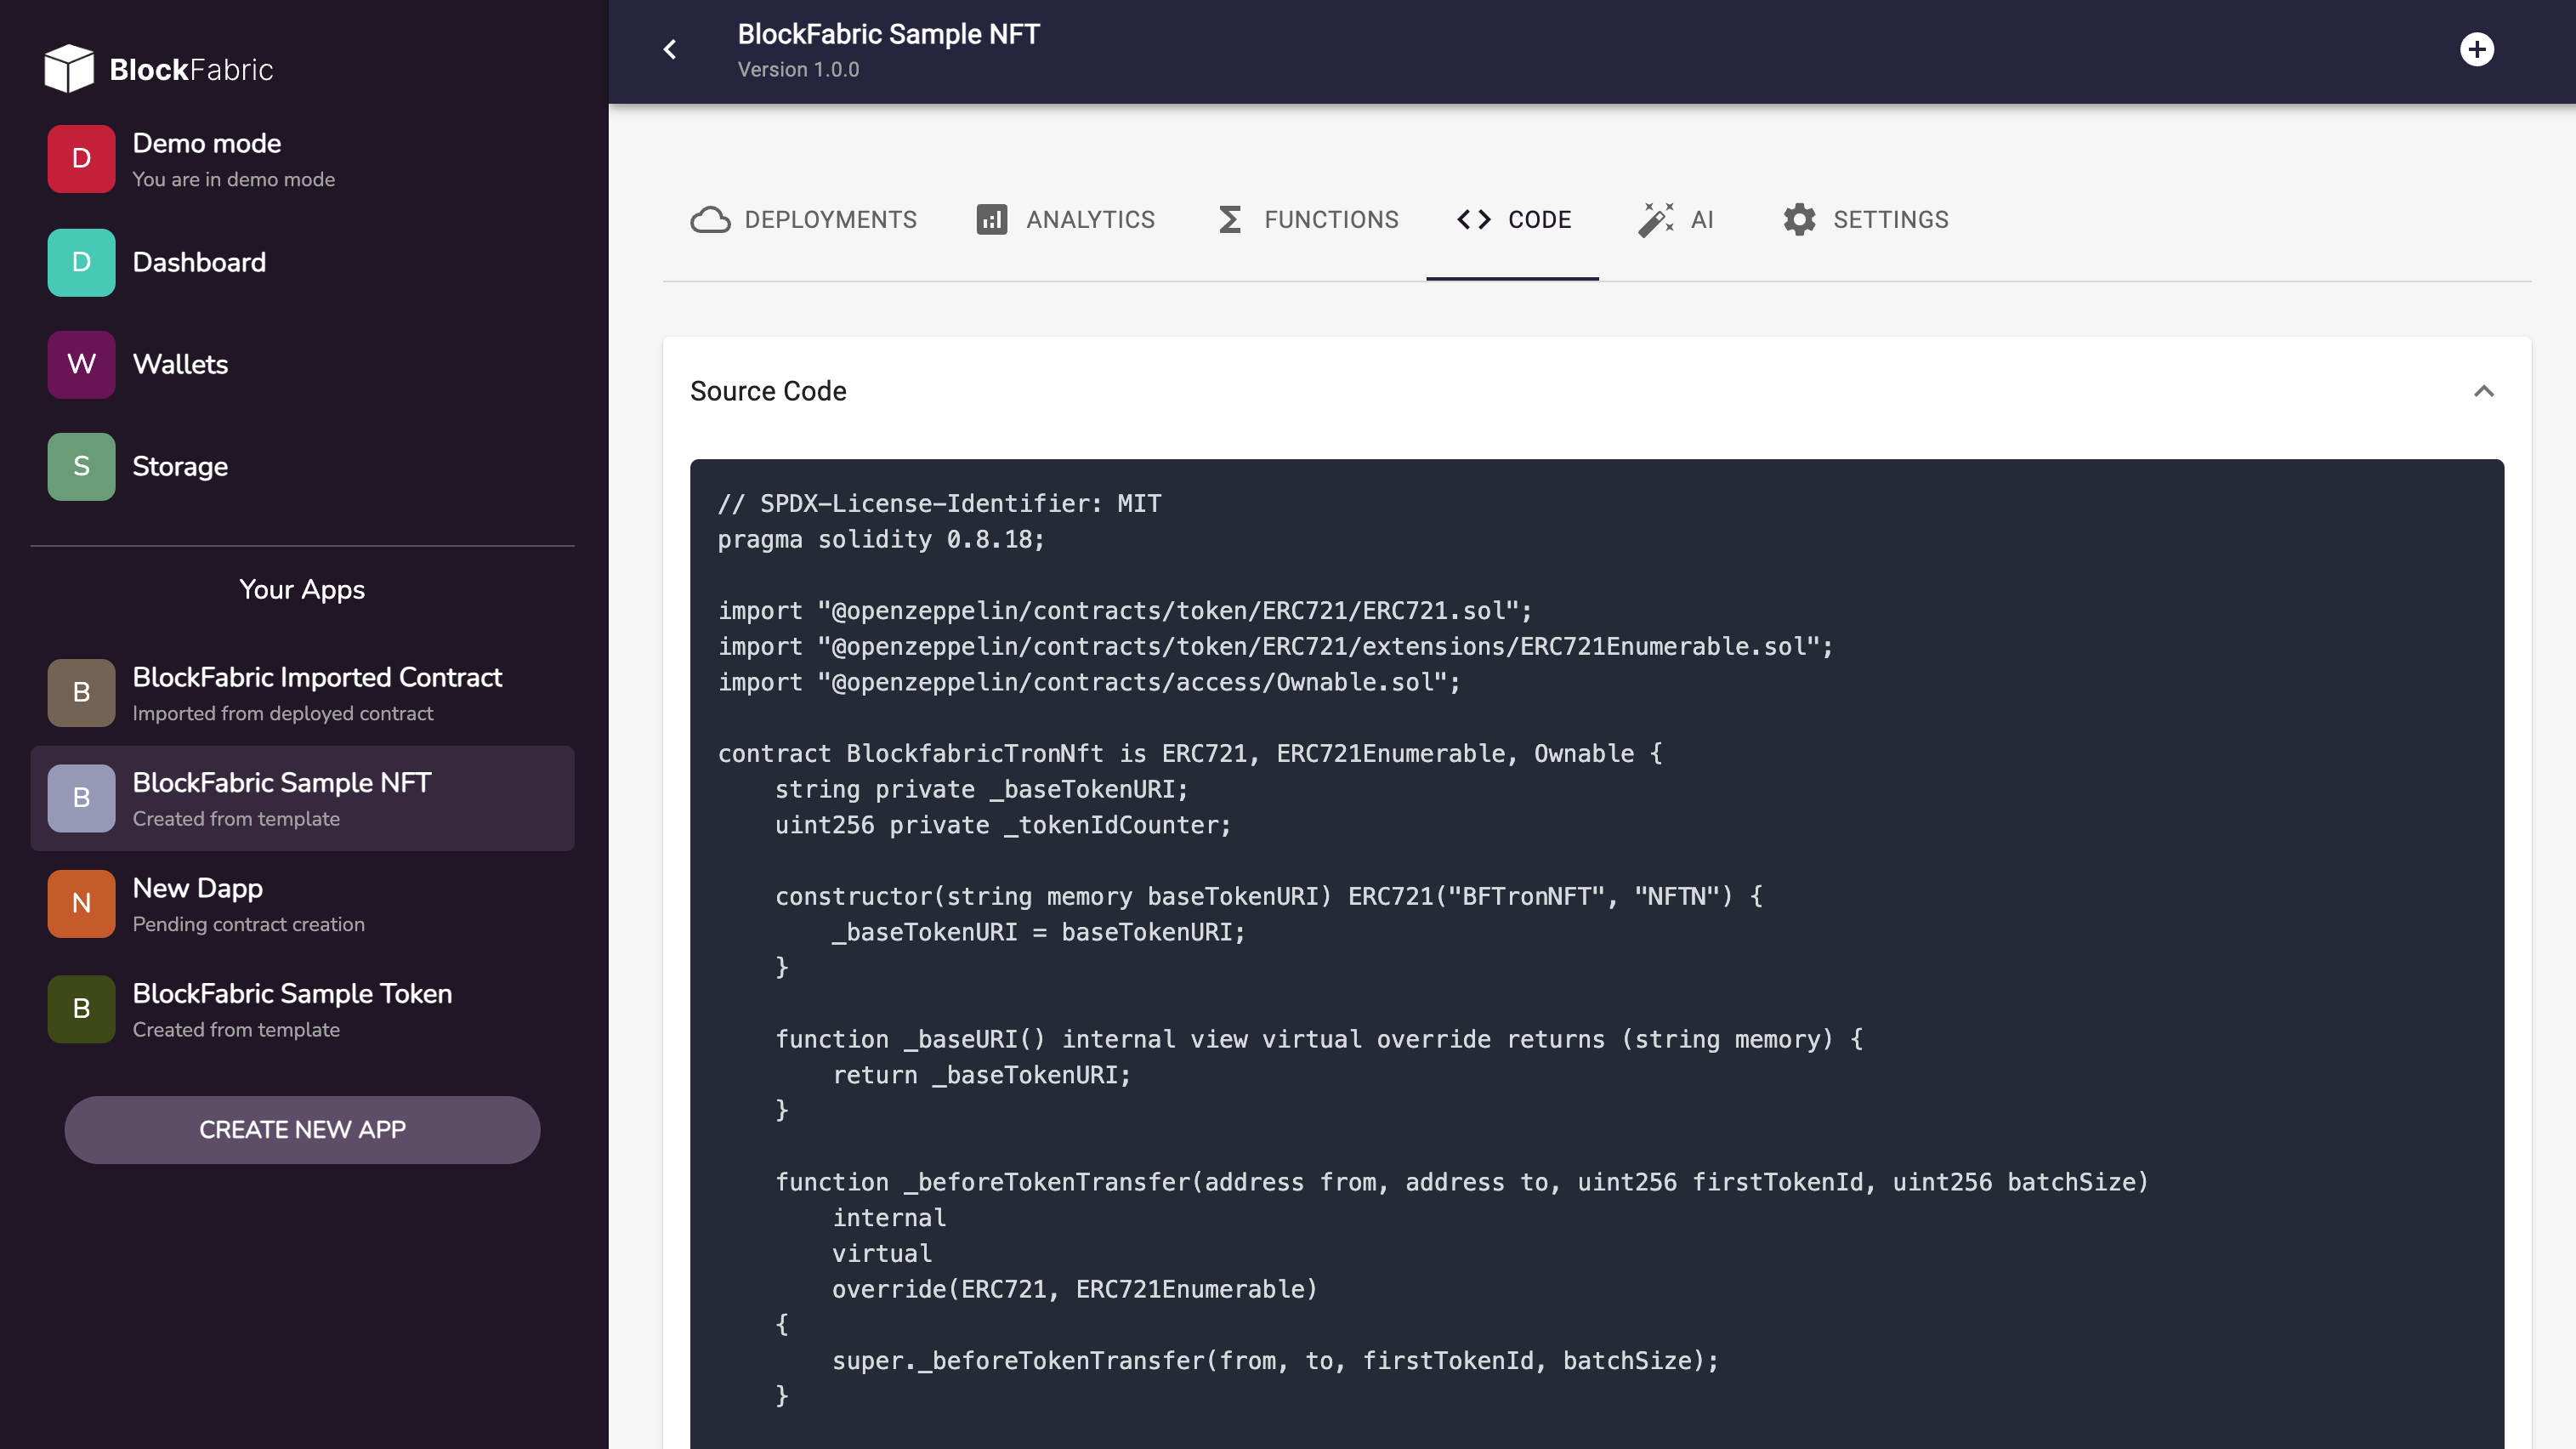 BlockFabric
D
Demo mode
You are in demo mode
D
Dashboard
W
Wallets
S
Storage
Your Apps
B
BlockFabric Imported Contract
Imported from deployed contract
B
BlockFabric Sample NFT
Created from template
N
New Dapp
Pending contract creation
B
BlockFabric Sample Token
Created from template
CREATE NEW APP
BlockFabric Sample NFT
Version 1.0.0
DEPLOYMENTS
ANALYTICS
FUNCTIONS
CODE
AI
SETTINGS
Source Code
// SPDX-License-Identifier: MIT
pragma solidity 0.8.18;
import "@openzeppelin/contracts/token/ERC721/ERC721.sol";
import "@openzeppelin/contracts/token/ERC721/extensions/ERC721Enumerable.sol";
import "@openzeppelin/contracts/access/Ownable.sol";
contract BlockfabricTronNft is ERC721, ERC721Enumerable, Ownable {
    string private _baseTokenURI;
    uint256 private _tokenIdCounter;
    constructor(string memory baseTokenURI) ERC721("BFTronNFT", "NFTN") {
        _baseTokenURI = baseTokenURI;
    }
    function _baseURI() internal view virtual override returns (string memory) {
        return _baseTokenURI;
    }
    function _beforeTokenTransfer(address from, address to, uint256 firstTokenId, uint256 batchSize)
        internal
        virtual
        override(ERC721, ERC721Enumerable)
    {
        super._beforeTokenTransfer(from, to, firstTokenId, batchSize);
    }